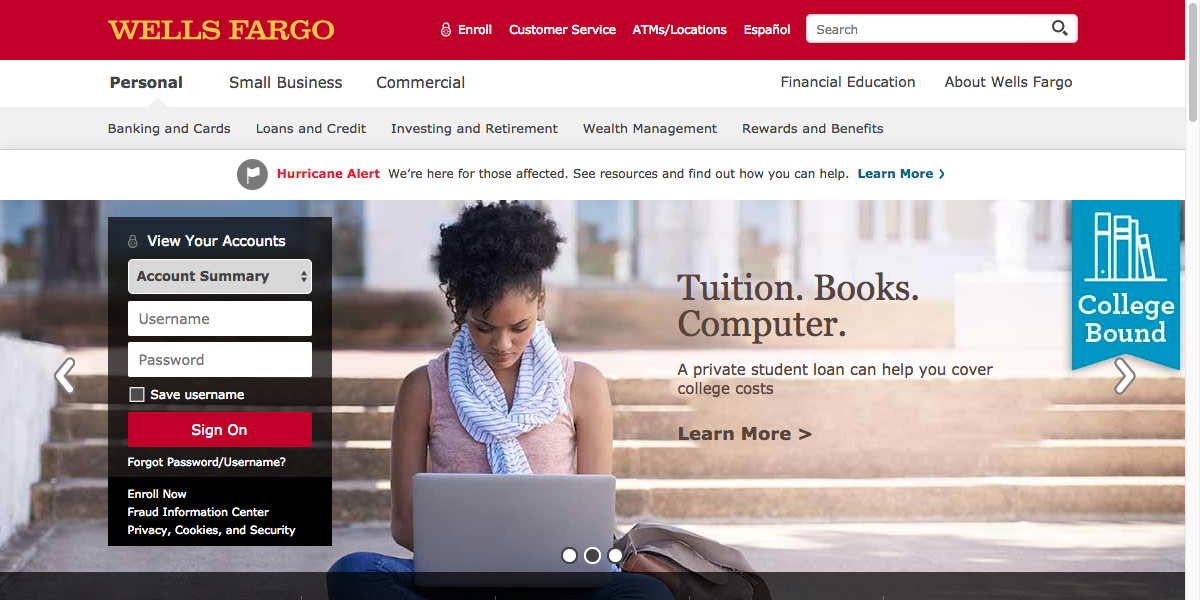 WELLS FARGO
Enroll Customer Service ATMs/Locations Español Search
Personal Small Business Commercial Financial Education About Wells Fargo
Banking and Cards Loans and Credit Investing and Retirement Wealth Management Rewards and Benefits
Hurricane Alert We're here for those affected. See resources and find out how you can help. Learn More
View Your Accounts
Account Summary
Username
Password
Save username
Sign On
Forgot Password/Username?
Enroll Now
Fraud Information Center
Privacy, Cookies, and Security
Tuition. Books.
Computer.
A private student loan can help you cover
college costs
Learn More >
College
Bound